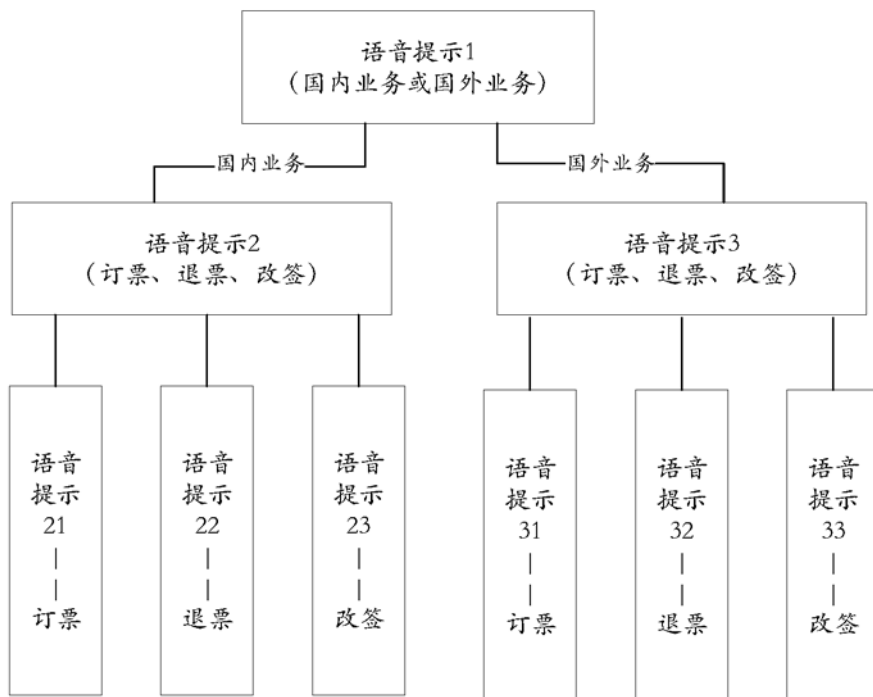 语音提示1
（国内业务或国外业务）
国内业务
国外业务
语音提示2
（订票、退票、改签）
语音提示3
（订票、退票、改签）
语音
提示
21
—
—
订票
语音
提示
22
—
—
退票
语音
提示
23
—
—
改签
语音
提示
31
—
—
订票
语音
提示
32
—
—
退票
语音
提示
33
—
—
改签